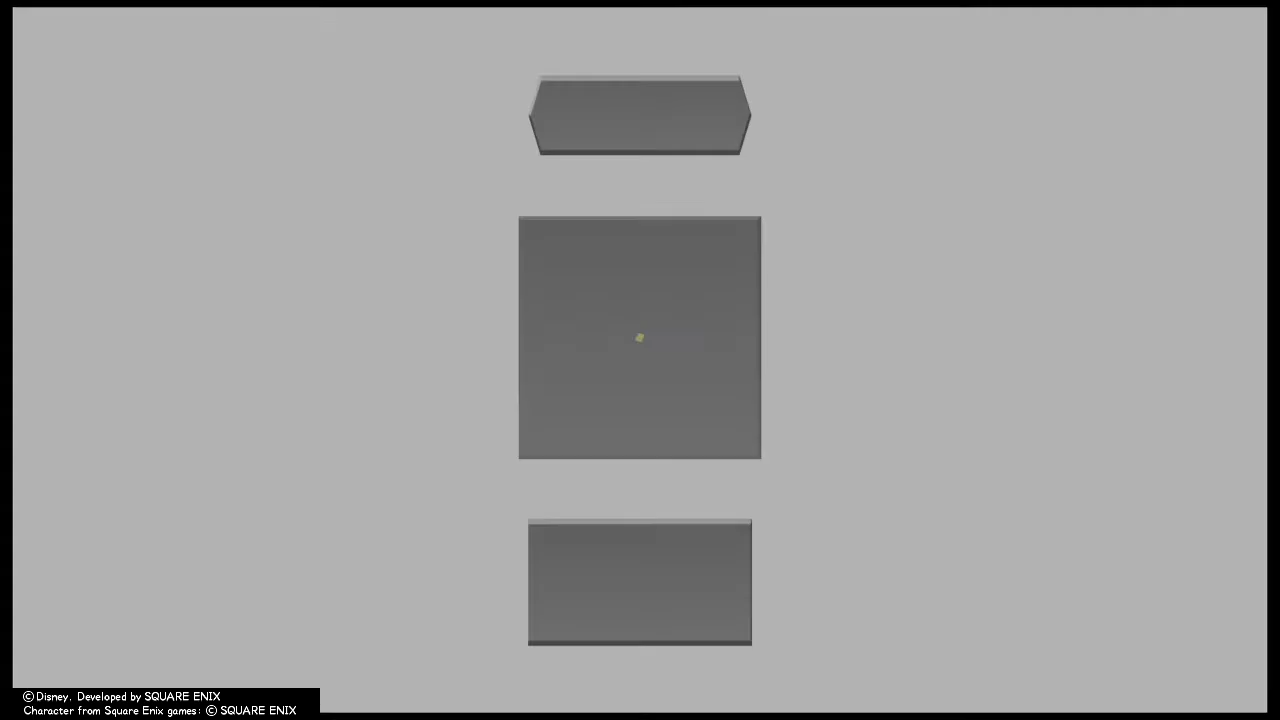 ©Disney. Developed by SQUARE ENIX
Character from Square Enix games: © SQUARE ENIX